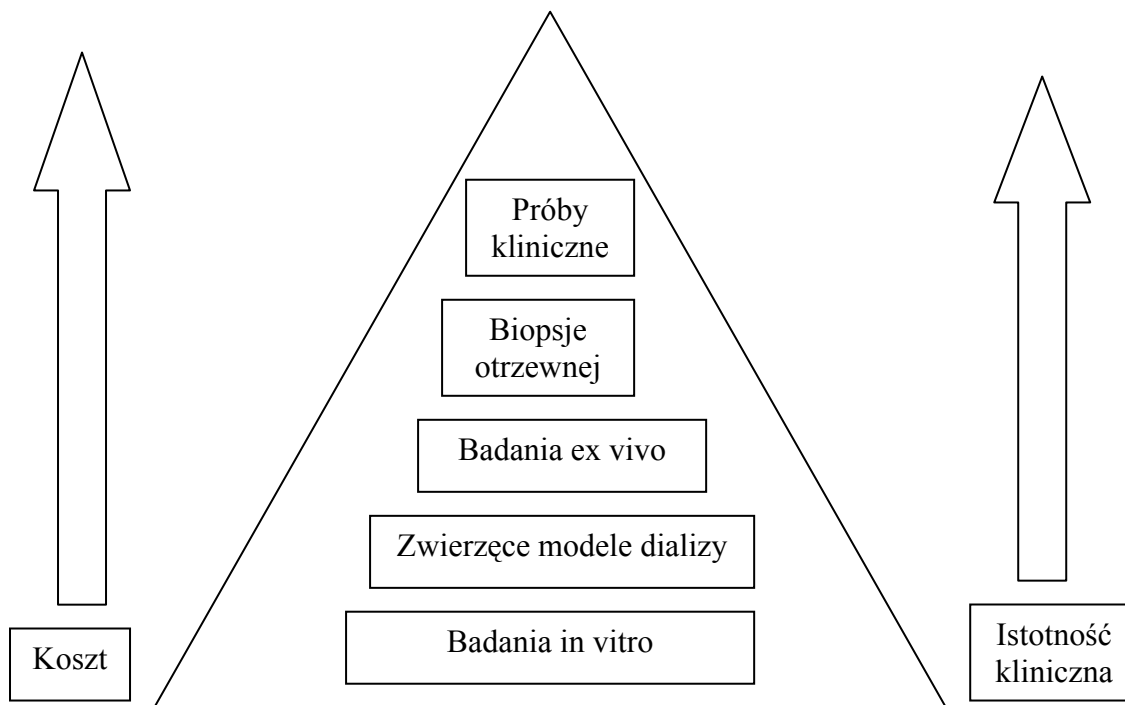 Próby
kliniczne
Biopsje
otrzewnej
Badania ex vivo
Zwierzęce modele dializy
Badania in vitro
Koszt
Istotność
kliniczna